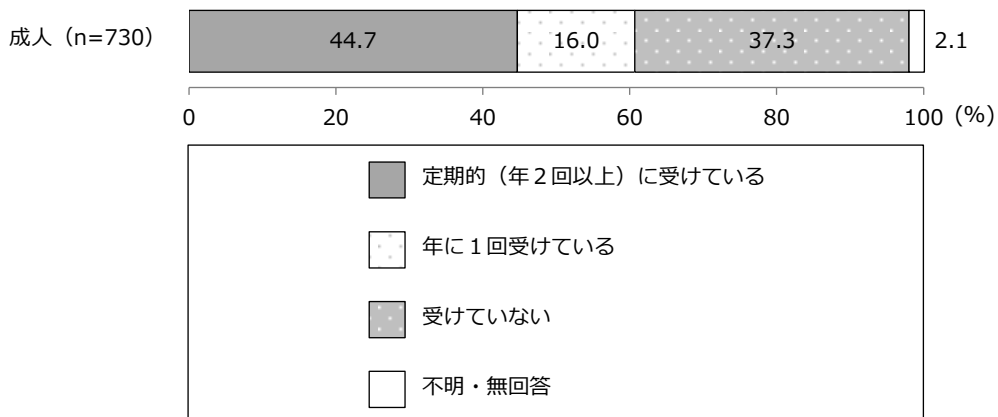 成人（n=730） 44.7 16.0 37.3 2.1
0 20 40 60 80 100 (%)
定期的（年２回以上）に受けている
年に１回受けている
受けていない
不明・無回答